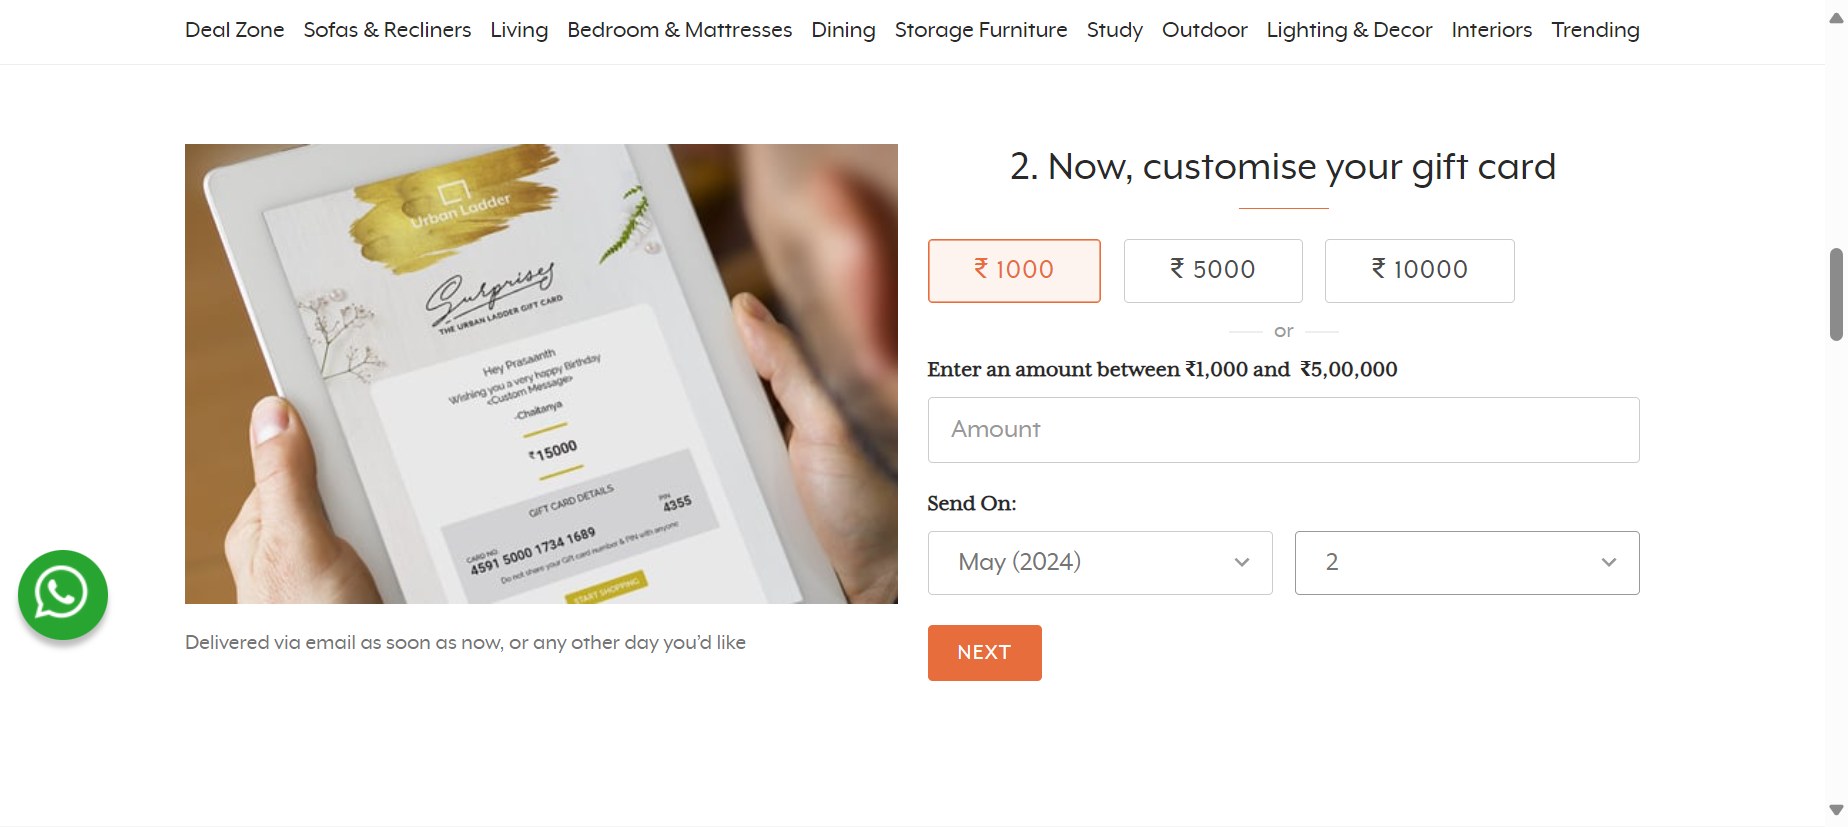 Deal Zone Sofas & Recliners Living Bedroom & Mattresses Dining Storage Furniture Study Outdoor Lighting & Decor Interiors Trending
Urban Ladder
Surprises
THE URBAN LADDER GIFT CARD
Hey Prasaanth
Wishing you a very happy Birthday
<Custom Message>
-Chaitanya
₹15000
GIFT CARD DETAILS
CARD NO. PIN
4591 5000 1734 1689 4355
Do not share your Gift card number & PIN with anyone
START SHOPPING
Delivered via email as soon as now, or any other day you’d like
2. Now, customise your gift card
₹ 1000 ₹ 5000 ₹ 10000
or
Enter an amount between ₹1,000 and ₹5,00,000
Amount
Send On:
May (2024) 2
NEXT